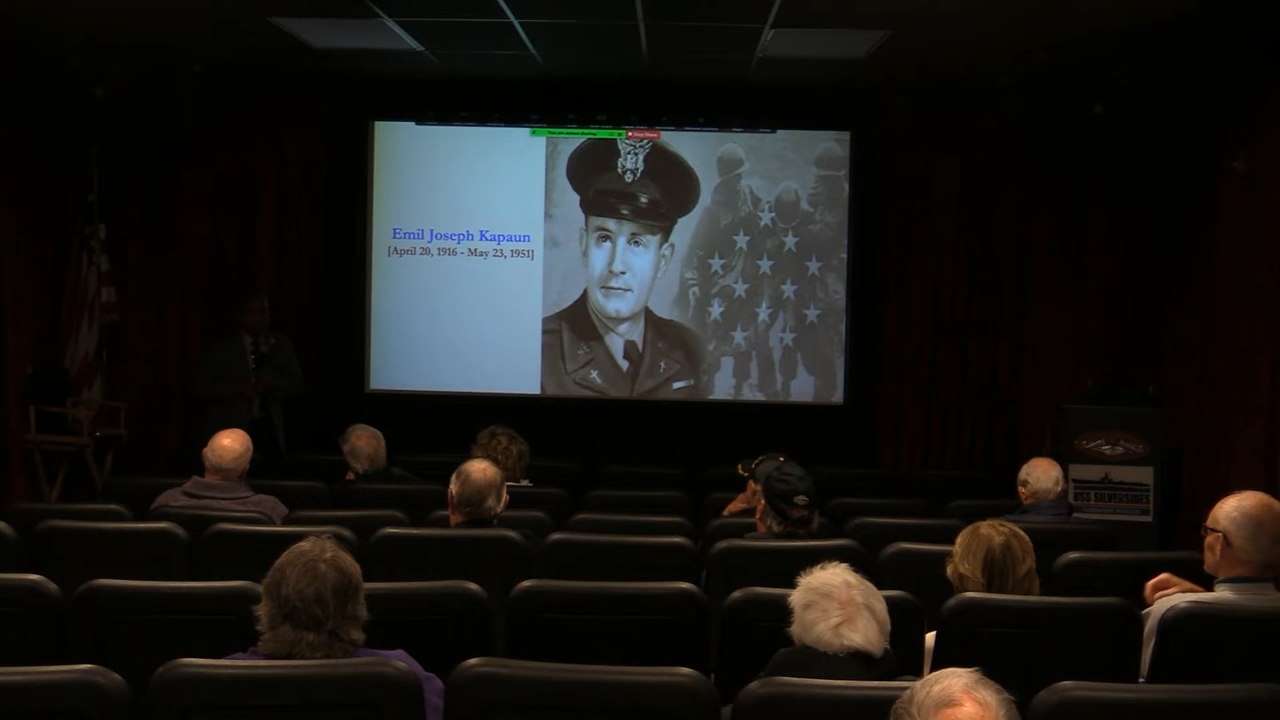 Emil Joseph Kapaun
[April 20, 1916 - May 23, 1951]
USS SILVERSIDES